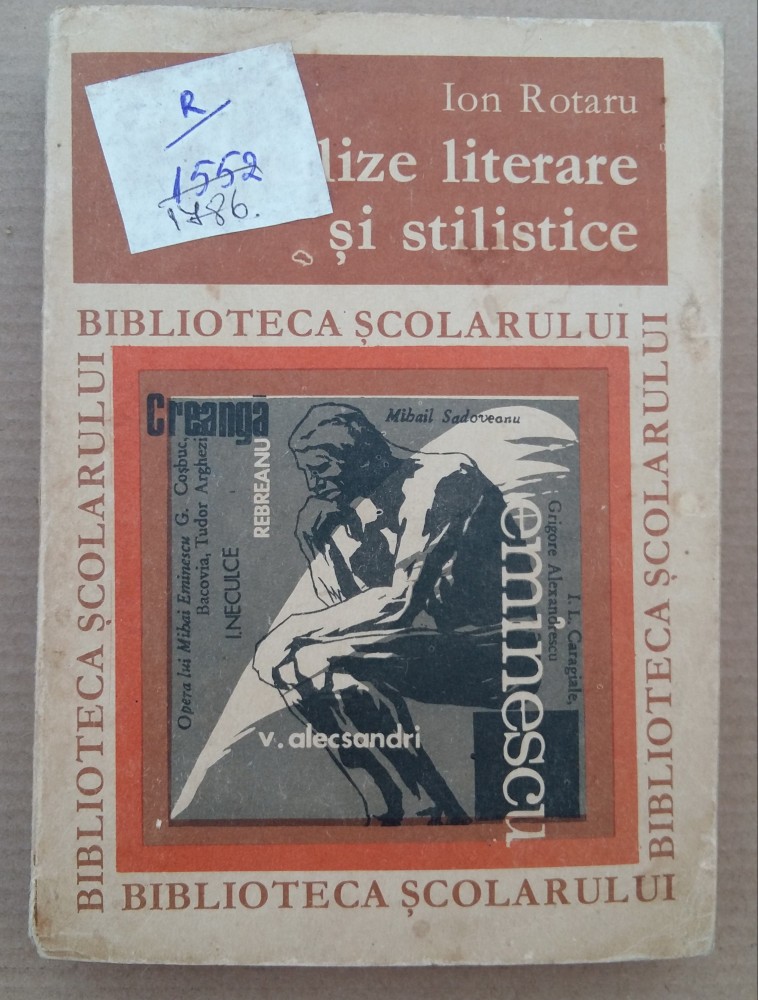 R
1552
1786.
Ion Rotaru
lize literare
și stilistice
BIBLIOTECA ȘCOLARULUI
BIBLIOTECA ȘCOLARULUI
Creangă
Mihail Sadoveanu
Opera lui Mihai Eminescu G. Coșbuc,
Bacovia, Tudor Arghezi
I.NECULCE
REBREANU
eminescu
Grigore Alexandrescu
I. L. Caragiale,
v. alecsandri
BIBLIOTECA ȘCOLARULUI
BIBLIOTECA ȘCOLARULUI